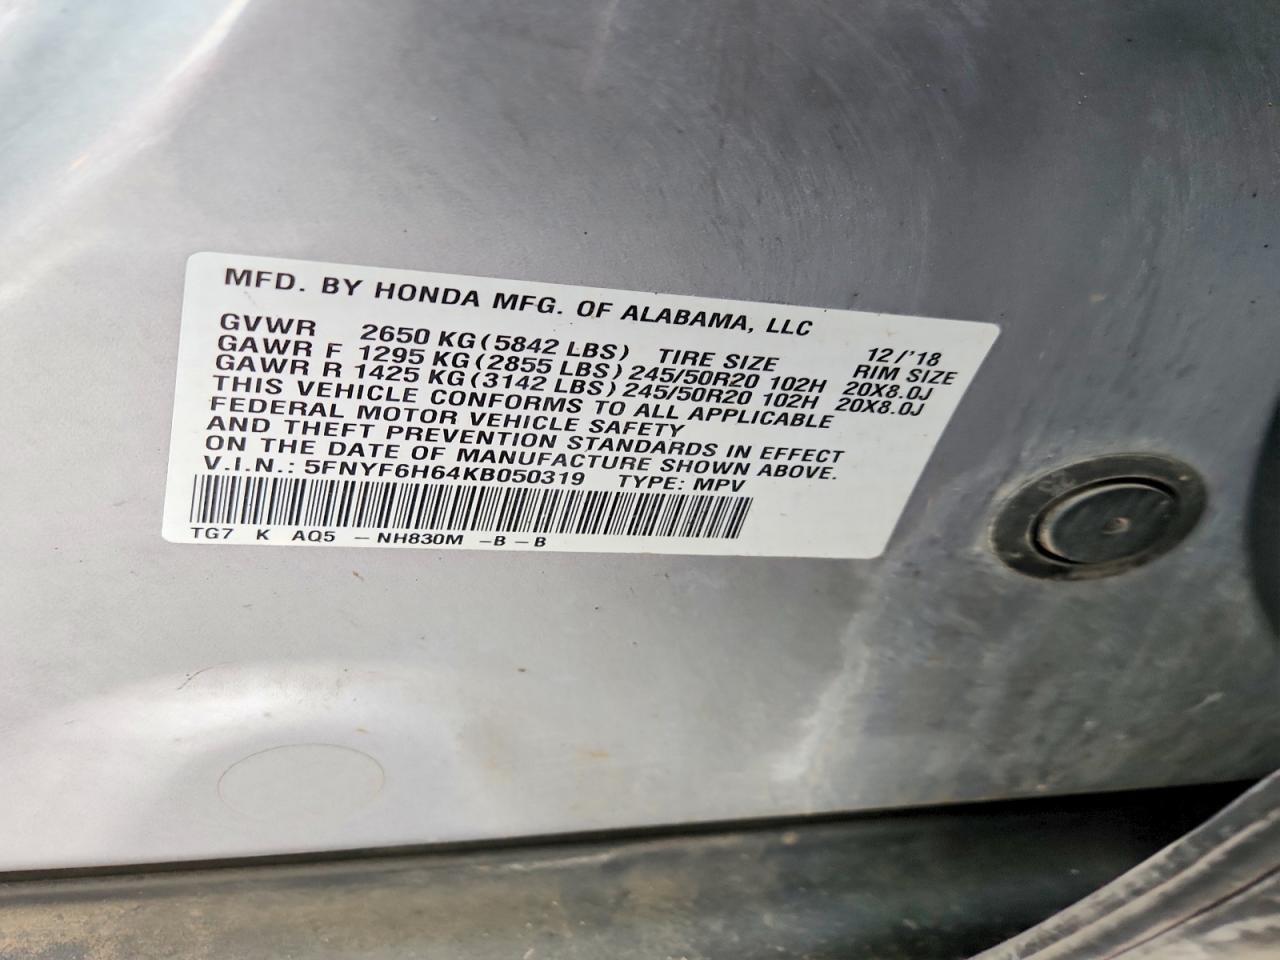 MFD. BY HONDA MFG. OF ALABAMA, LLC
12/'18
GVWR 2650 KG(5842 LBS) TIRE SIZE RIM SIZE
GAWR F 1295 KG(2855 LBS)245/50R20 102H 20X8.0J
GAWR R 1425 KG(3142 LBS)245/50R20 102H 20X8.0J
THIS VEHICLE CONFORMS TO ALL APPLICABLE
FEDERAL MOTOR VEHICLE SAFETY
AND THEFT PREVENTION STANDARDS IN EFFECT
ON THE DATE OF MANUFACTURE SHOWN ABOVE.
V.I.N.: 5FNYF6H64KB050319 TYPE: MPV
TG7 K AQ5 – NH830M –B – B